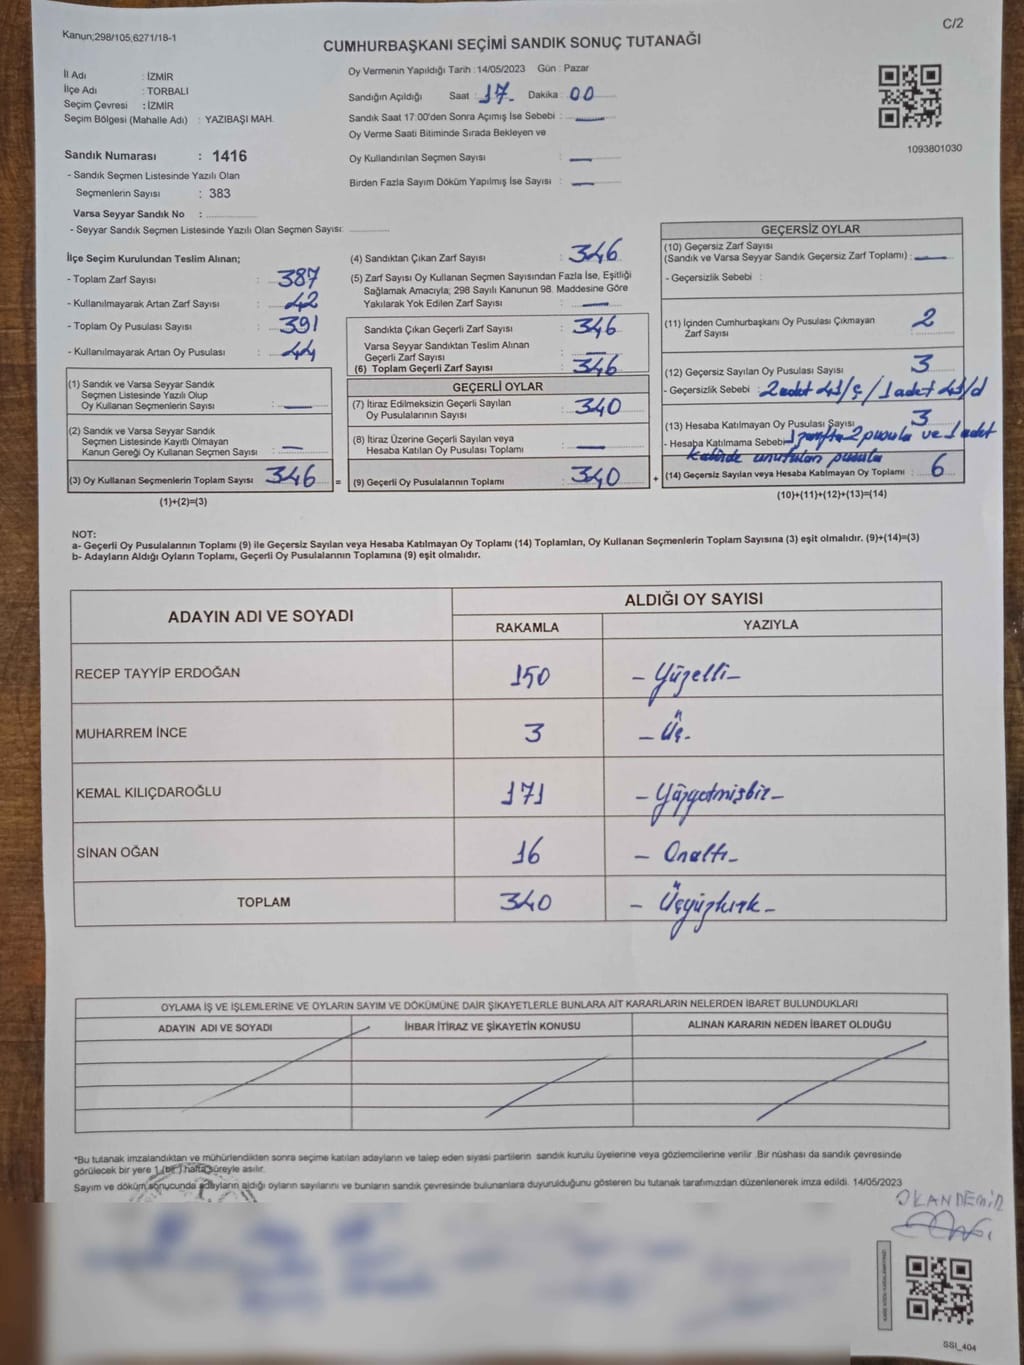 Kanun;298/105;6271/18-1
C/2
CUMHURBAŞKANI SEÇİMİ SANDIK SONUÇ TUTANAĞI
İl Adı : İZMİR
İlçe Adı : TORBALI
Seçim Çevresi : İZMİR
Seçim Bölgesi (Mahalle Adı) : YAZIBAŞI MAH.
Sandık Numarası : 1416
- Sandık Seçmen Listesinde Yazılı Olan
Seçmenlerin Sayısı : 383
Varsa Seyyar Sandık No :
- Seyyar Sandık Seçmen Listesinde Yazılı Olan Seçmen Sayısı:
Oy Vermenin Yapıldığı Tarih : 14/05/2023 Gün : Pazar
Sandığın Açıldığı Saat : 17- Dakika : 00
Sandık Saat 17:00'den Sonra Açımış İse Sebebi : —
Oy Verme Saati Bitiminde Sırada Bekleyen ve
Oy Kullandırılan Seçmen Sayısı : —
Birden Fazla Sayım Döküm Yapılmış İse Sayısı : —
1093801030
İlçe Seçim Kurulundan Teslim Alınan;
- Toplam Zarf Sayısı : 387
- Kullanılmayarak Artan Zarf Sayısı : 42
- Toplam Oy Pusulası Sayısı : 391
- Kullanılmayarak Artan Oy Pusulası : 44
(1) Sandık ve Varsa Seyyar Sandık
Seçmen Listesinde Yazılı Olup
Oy Kullanan Seçmenlerin Sayısı : —
(2) Sandık ve Varsa Seyyar Sandık
Seçmen Listesinde Kayıtlı Olmayan
Kanun Gereği Oy Kullanan Seçmen Sayısı : —
(3) Oy Kullanan Seçmenlerin Toplam Sayısı : 346 =
(1)+(2)=(3)
(4) Sandıktan Çıkan Zarf Sayısı : 346
(5) Zarf Sayısı Oy Kullanan Seçmen Sayısından Fazla İse, Eşitliği
Sağlamak Amacıyla; 298 Sayılı Kanunun 98. Maddesine Göre
Yakılarak Yok Edilen Zarf Sayısı : —
Sandıkta Çıkan Geçerli Zarf Sayısı : 346
Varsa Seyyar Sandıktan Teslim Alınan
Geçerli Zarf Sayısı : —
(6) Toplam Geçerli Zarf Sayısı : 346
GEÇERLİ OYLAR
(7) İtiraz Edilmeksizin Geçerli Sayılan
Oy Pusulalarının Sayısı : 340
(8) İtiraz Üzerine Geçerli Sayılan veya
Hesaba Katılan Oy Pusulası Toplamı : —
(9) Geçerli Oy Pusulalarının Toplamı : 340 +
GEÇERSİZ OYLAR
(10) Geçersiz Zarf Sayısı
(Sandık ve Varsa Seyyar Sandık Geçersiz Zarf Toplamı) : —
- Geçersizlik Sebebi :
(11) İçinden Cumhurbaşkanı Oy Pusulası Çıkmayan
Zarf Sayısı : 2
(12) Geçersiz Sayılan Oy Pusulası Sayısı : 3
- Geçersizlik Sebebi : 2 adet 43/ç / 1 adet 43/d
(13) Hesaba Katılmayan Oy Pusulası Sayısı : 3
- Hesaba Katılmama Sebebi : 1 zarfta 2 pusula ve 1 adet
kabinde unutulan pusula
(14) Geçersiz Sayılan veya Hesaba Katılmayan Oy Toplamı : 6
(10)+(11)+(12)+(13)=(14)
NOT:
a- Geçerli Oy Pusulalarının Toplamı (9) ile Geçersiz Sayılan veya Hesaba Katılmayan Oy Toplamı (14) Toplamları, Oy Kullanan Seçmenlerin Toplam Sayısına (3) eşit olmalıdır. (9)+(14)=(3)
b- Adayların Aldığı Oyların Toplamı, Geçerli Oy Pusulalarının Toplamına (9) eşit olmalıdır.
ADAYIN ADI VE SOYADI
ALDIĞI OY SAYISI
RAKAMLA YAZIYLA
RECEP TAYYİP ERDOĞAN 150 - Yüzelli -
MUHARREM İNCE 3 - Üç -
KEMAL KILIÇDAROĞLU 171 - Yüzyetmişbir -
SİNAN OĞAN 16 - Onaltı -
TOPLAM 340 - Üçyüzkırk -
OYLAMA İŞ VE İŞLEMLERİNE VE OYLARIN SAYIM VE DÖKÜMÜNE DAİR ŞİKAYETLERLE BUNLARA AİT KARARLARIN NELERDEN İBARET BULUNDUKLARI
ADAYIN ADI VE SOYADI İHBAR İTİRAZ VE ŞİKAYETİN KONUSU ALINAN KARARIN NEDEN İBARET OLDUĞU
*Bu tutanak imzalandıktan ve mühürlendikten sonra seçime katılan adayların ve talep eden siyasi partilerin sandık kurulu üyelerine veya gözlemcilerine verilir. Bir nüshası da sandık çevresinde
görülecek bir yere 1 (bir) hafta süreyle asılır.
Sayım ve döküm sonucunda adayların aldığı oyların sayılarını ve bunların sandık çevresinde bulunanlara duyurulduğunu gösteren bu tutanak tarafımızdan düzenlenerek imza edildi. 14/05/2023
OKAN DEMİR
SSI_404